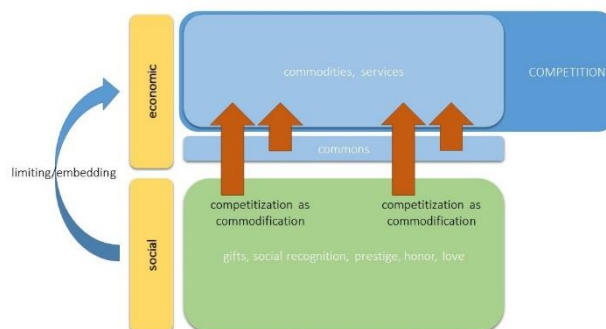 economic
commodities, services
COMPETITION
commons
limiting/embedding
social
competitization as
commodification
competitization as
commodification
gifts, social recognition, prestige, honor, love